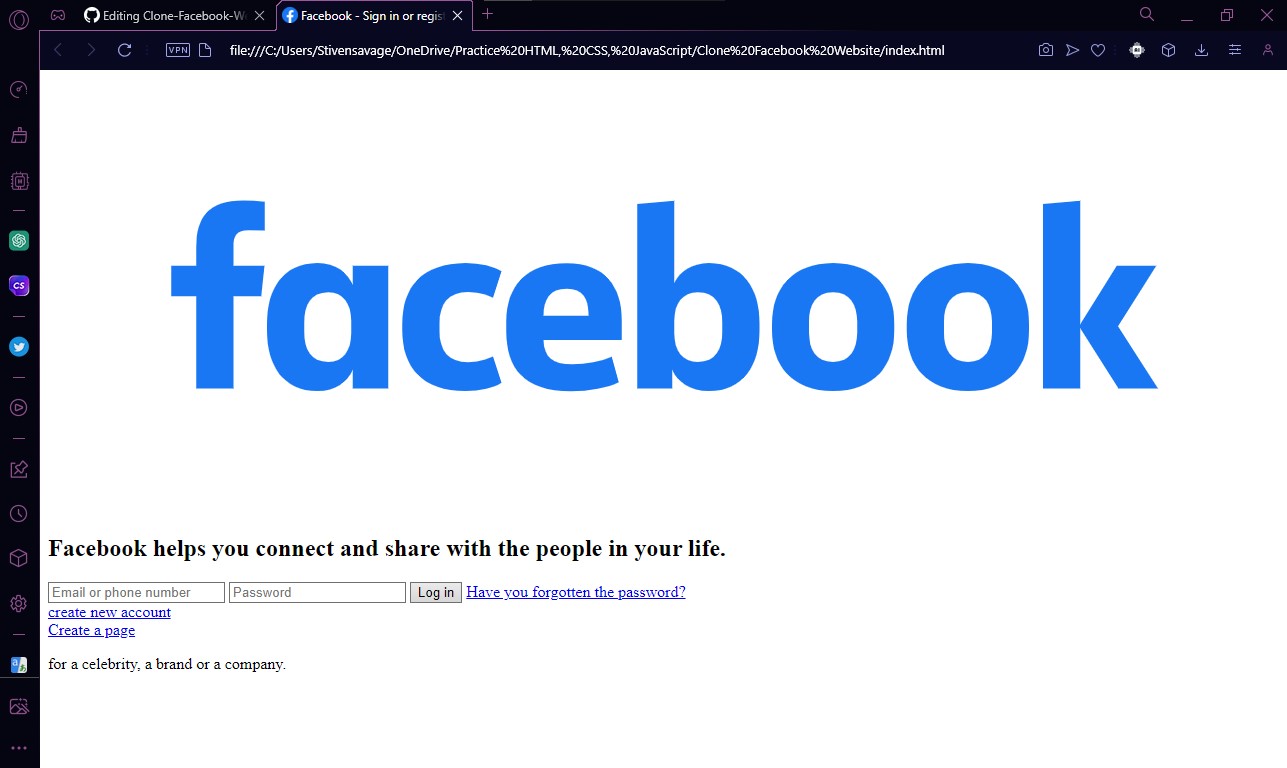 Editing Clone-Facebook-We
Facebook - Sign in or regist
VPN
file:///C:/Users/Stivensavage/OneDrive/Practice%20HTML,%20CSS,%20JavaScript/Clone%20Facebook%20Website/index.html
CS
facebook
Facebook helps you connect and share with the people in your life.
Email or phone number Password Log in Have you forgotten the password?
create new account
Create a page
for a celebrity, a brand or a company.